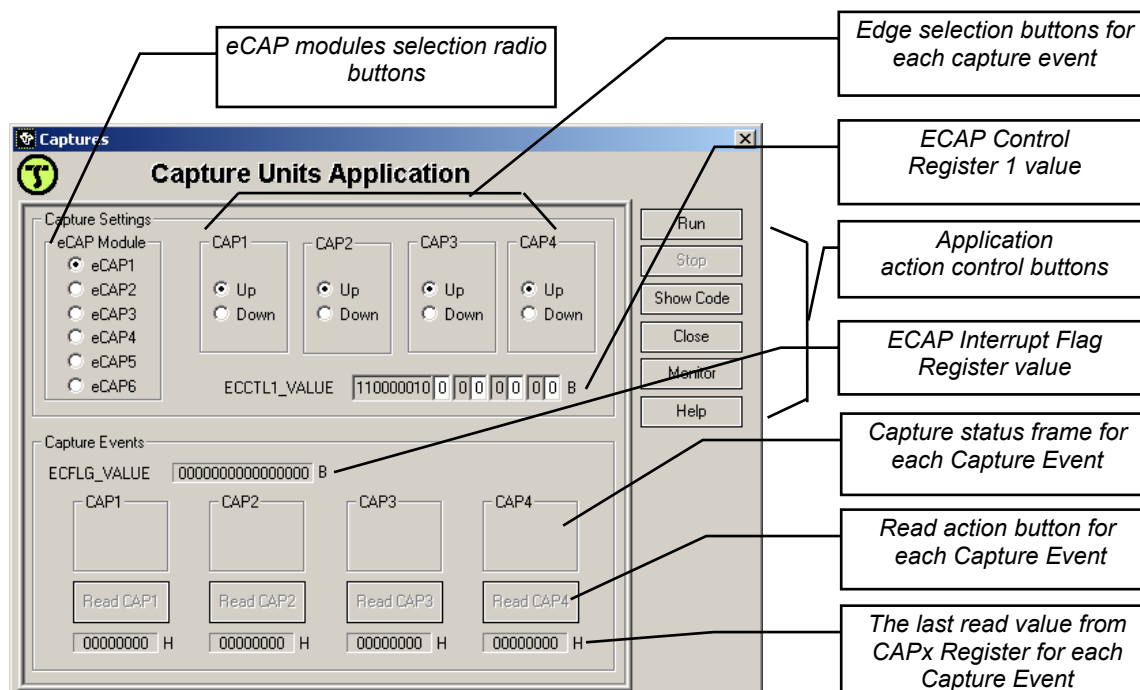 eCAP modules selection radio
buttons
Edge selection buttons for
each capture event
Captures
Capture Units Application
ECAP Control
Register 1 value
Capture Settings
eCAP Module
eCAP1
eCAP2
eCAP3
eCAP4
eCAP5
eCAP6
CAP1
Up
Down
CAP2
Up
Down
CAP3
Up
Down
CAP4
Up
Down
ECCTL1_VALUE 110000010 0 0 0 0 0 0 0 B
Run
Stop
Show Code
Close
Monitor
Help
Application
action control buttons
ECAP Interrupt Flag
Register value
Capture Events
ECFLG_VALUE 0000000000000000 B
CAP1 CAP2 CAP3 CAP4
Read CAP1 Read CAP2 Read CAP3 Read CAP4
00000000 H 00000000 H 00000000 H 00000000 H
Capture status frame for
each Capture Event
Read action button for
each Capture Event
The last read value from
CAPx Register for each
Capture Event